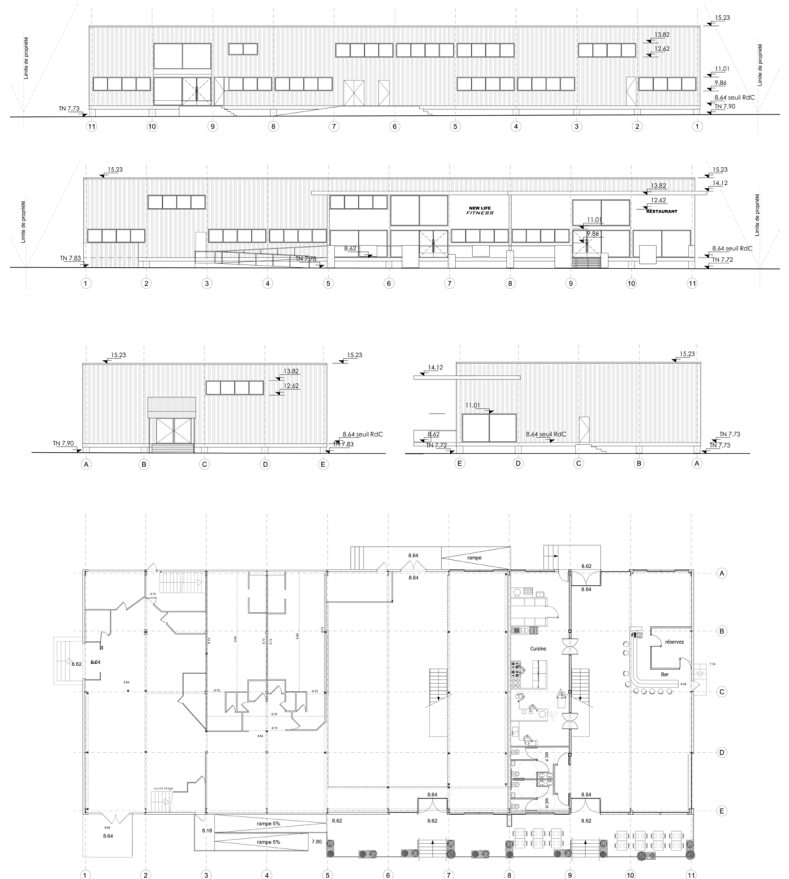 15,23
13,82
12,62
11,01
9,86
8,64 seuil RdC
TN 7.90
TN 7.73
Limite de propriété
Limite de propriété
11 10 9 8 7 6 5 4 3 2 1
15,23
15,23
14,12
13,82
12,62
NEW LIFE
FITNESS
RESTAURANT
11.01
9.86
8,62
8,64 seuil RdC
TN 7.83
TN 7.72
Limite de propriété
Limite de propriété
1 2 3 4 5 6 7 8 9 10 11
15,23
15,23
13,82
12,62
8,64 seuil RdC
TN 7.90
TN 7.83
A B C D E
15,23
14,12
11.01
8,62
8,64 seuil RdC
TN 7.72
TN 7.73
TN 7.73
E D C B A
8.64
rampe
8.64
8.62
8.64
A
B
C
D
E
Cuisine
réserves
Bar
8.62
8.64
8.64
8.18
rampe 5%
rampe 5%
7.80
8.62
8.64
8.62
8.64
8.62
1 2 3 4 5 6 7 8 9 10 11